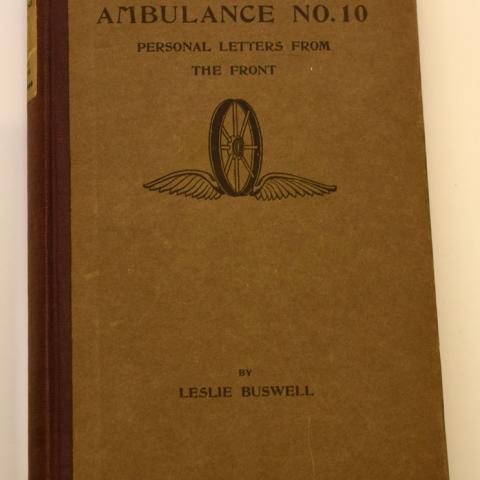 AMBULANCE NO. 10
PERSONAL LETTERS FROM
THE FRONT
BY
LESLIE BUSWELL